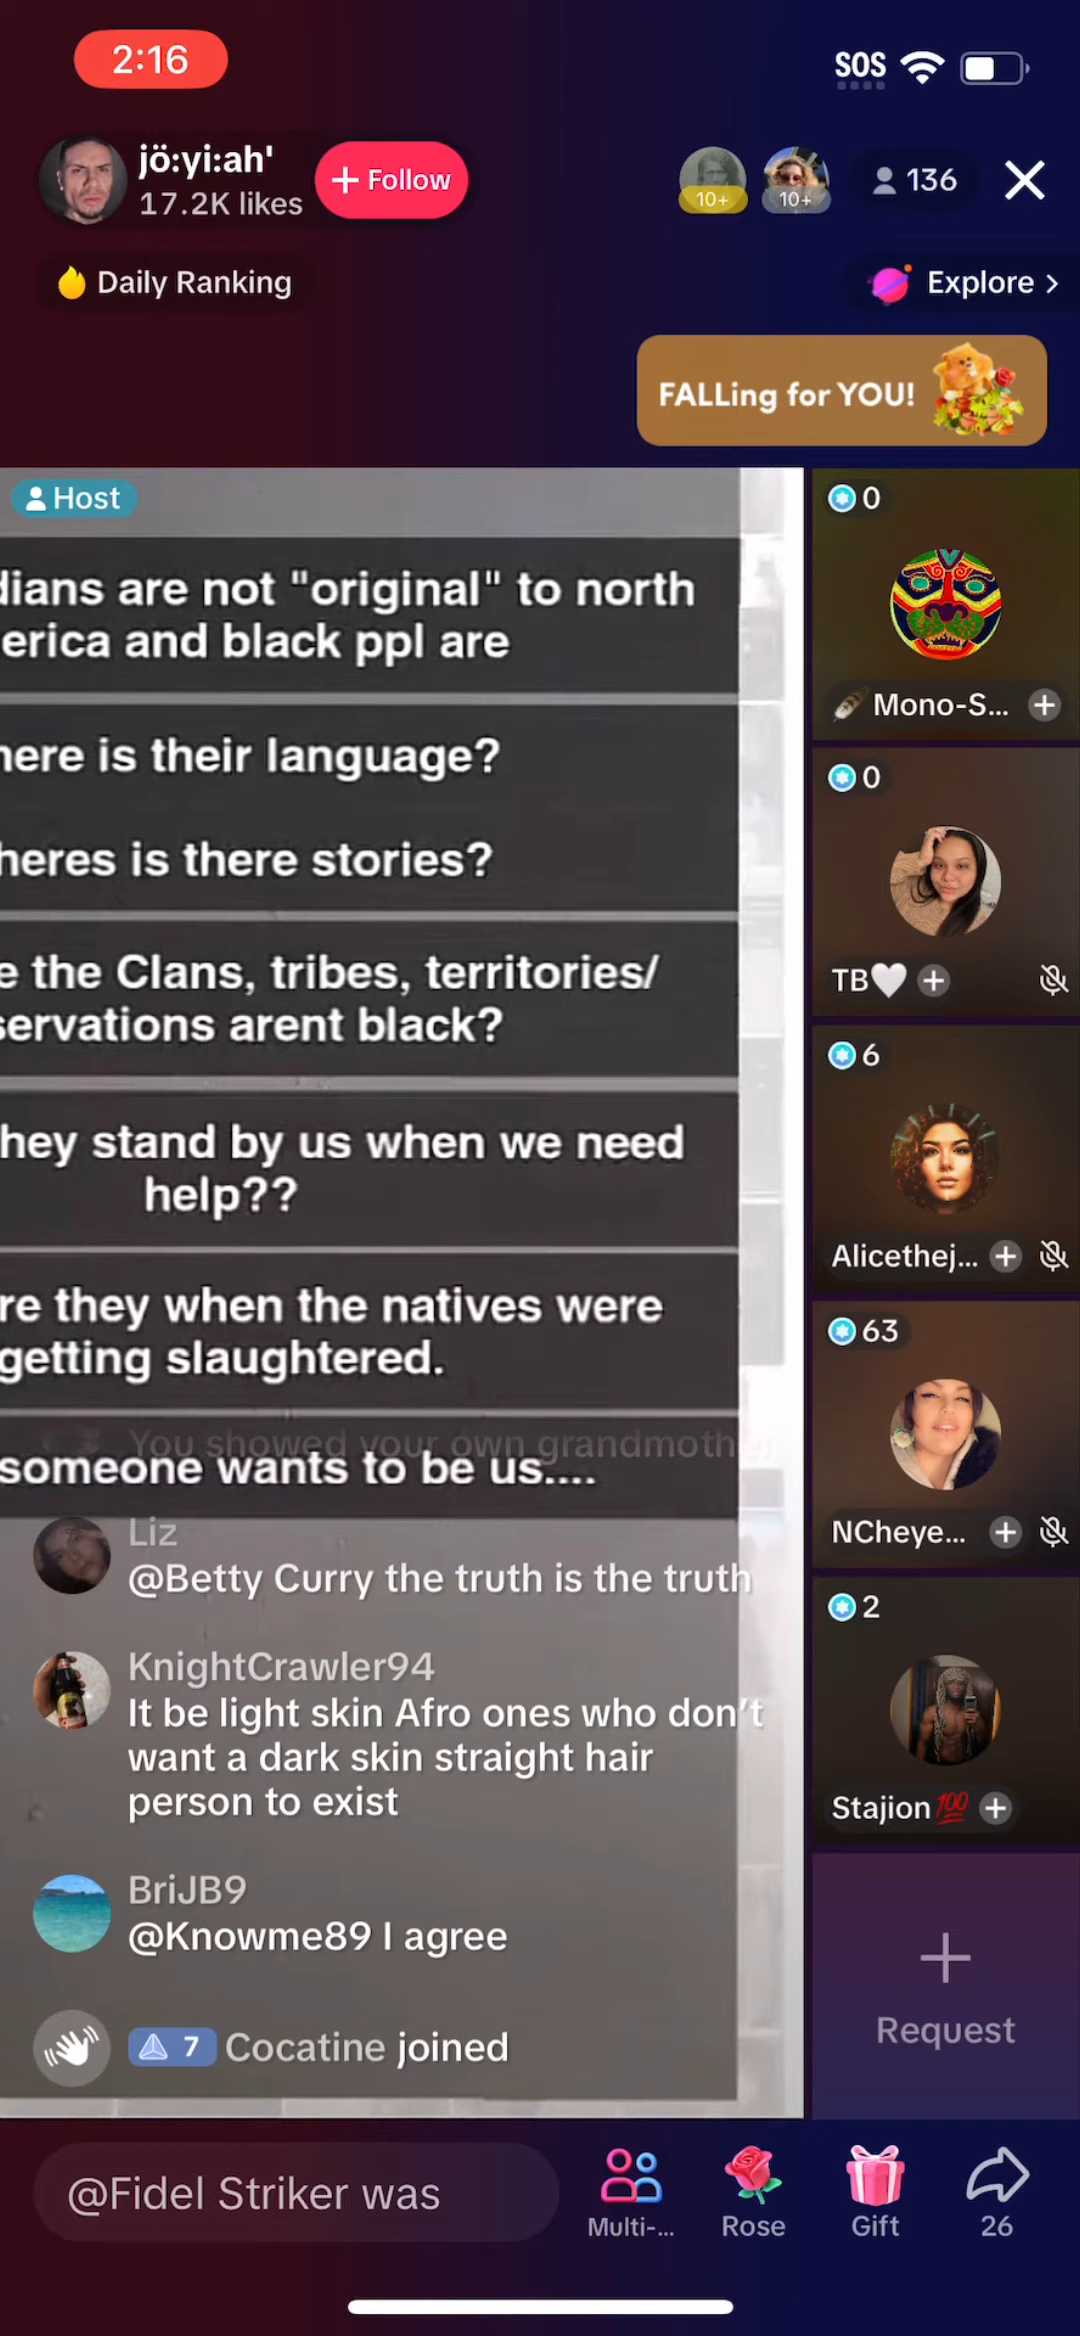 2:16
SOS
jö:yi:ah'
17.2K likes
+ Follow
10+
10+
136
Daily Ranking
Explore >
FALLing for YOU!
Host
dians are not "original" to north
erica and black ppl are
here is their language?
heres is there stories?
e the Clans, tribes, territories/
servations arent black?
hey stand by us when we need
help??
re they when the natives were
getting slaughtered.
You showed your own grandmoth
someone wants to be us....
Liz
@Betty Curry the truth is the truth
KnightCrawler94
It be light skin Afro ones who don't
want a dark skin straight hair
person to exist
BriJB9
@Knowme89 I agree
7 Cocatine joined
0
Mono-S...
0
TB🤍
6
Alicethej...
63
NCheye...
2
Stajion💯
Request
@Fidel Striker was
Multi-...
Rose
Gift
26